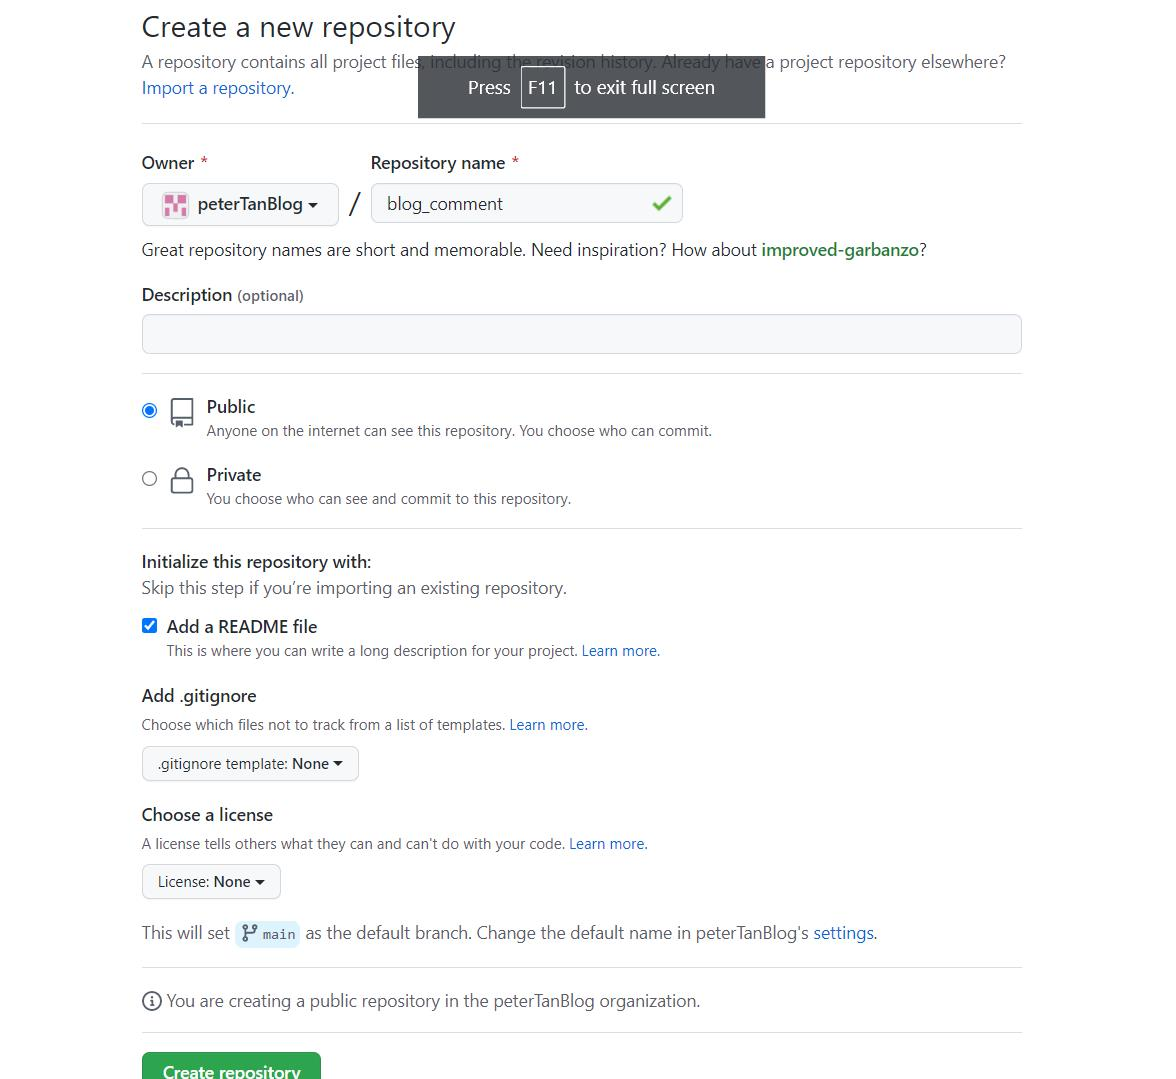 Create a new repository
A repository contains all project files, including the revision history. Already have a project repository elsewhere?
Import a repository.
Press F11 to exit full screen
Owner * Repository name *
peterTanBlog / blog_comment
Great repository names are short and memorable. Need inspiration? How about improved-garbanzo?
Description (optional)
Public
Anyone on the internet can see this repository. You choose who can commit.
Private
You choose who can see and commit to this repository.
Initialize this repository with:
Skip this step if you’re importing an existing repository.
Add a README file
This is where you can write a long description for your project. Learn more.
Add .gitignore
Choose which files not to track from a list of templates. Learn more.
.gitignore template: None
Choose a license
A license tells others what they can and can't do with your code. Learn more.
License: None
This will set main as the default branch. Change the default name in peterTanBlog's settings.
You are creating a public repository in the peterTanBlog organization.
Create repository